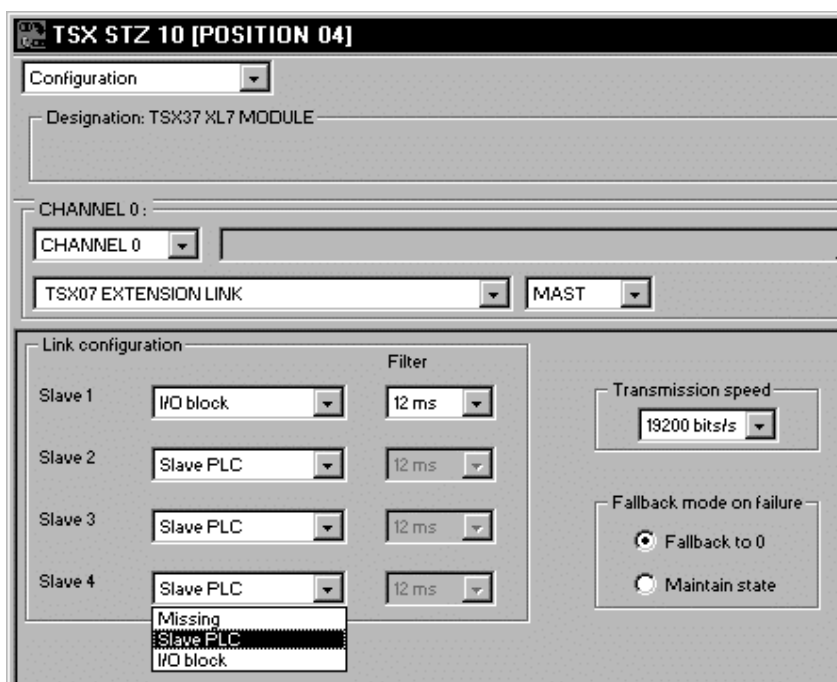 TSX STZ 10 [POSITION 04]
Configuration
Designation: TSX37 XL7 MODULE
CHANNEL 0 :
CHANNEL 0
TSX07 EXTENSION LINK MAST
Link configuration
Filter
Slave 1 I/O block 12 ms
Slave 2 Slave PLC 12 ms
Slave 3 Slave PLC 12 ms
Slave 4 Slave PLC 12 ms
Missing
Slave PLC
I/O block
Transmission speed
19200 bits/s
Fallback mode on failure
Fallback to 0
Maintain state